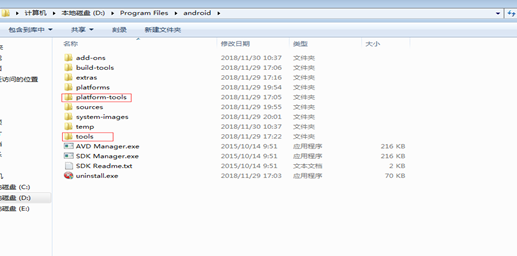 计算机 ▸ 本地磁盘 (D:) ▸ Program Files ▸ android ▸
包含到库中 共享 刻录 新建文件夹
名称 修改日期 类型 大小
add-ons 2018/11/30 10:37 文件夹
build-tools 2018/11/29 17:06 文件夹
extras 2018/11/29 17:16 文件夹
访问的位置 platforms 2018/11/29 19:54 文件夹
platform-tools 2018/11/29 17:05 文件夹
sources 2018/11/29 19:55 文件夹
system-images 2018/11/29 20:01 文件夹
temp 2018/11/30 10:37 文件夹
tools 2018/11/29 17:22 文件夹
AVD Manager.exe 2015/10/14 9:51 应用程序 216 KB
SDK Manager.exe 2015/10/14 9:51 应用程序 216 KB
SDK Readme.txt 2015/10/14 9:51 文本文档 2 KB
uninstall.exe 2018/11/29 17:03 应用程序 70 KB
地磁盘 (C:)
地磁盘 (D:)
地磁盘 (E:)